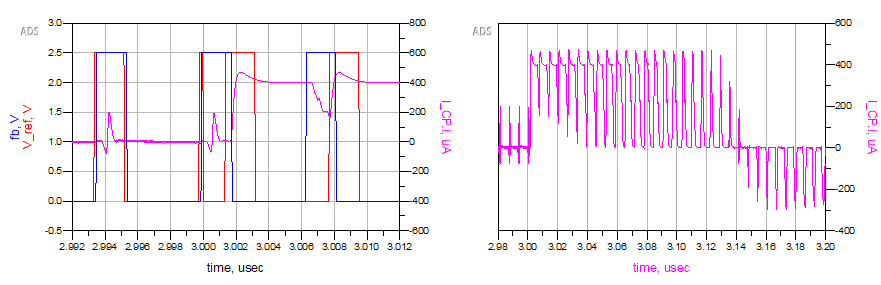 ADS
3.0
2.5
2.0
1.5
1.0
0.5
0.0
-0.5
fb, V
V_ref, V
800
600
400
200
0
-200
-400
-600
I_CP.i, uA
2.992 2.994 2.996 2.998 3.000 3.002 3.004 3.006 3.008 3.010 3.012
time, usec
ADS
600
400
200
0
-200
-400
I_CP.i, uA
2.98 3.00 3.02 3.04 3.06 3.08 3.10 3.12 3.14 3.16 3.18 3.20
time, usec